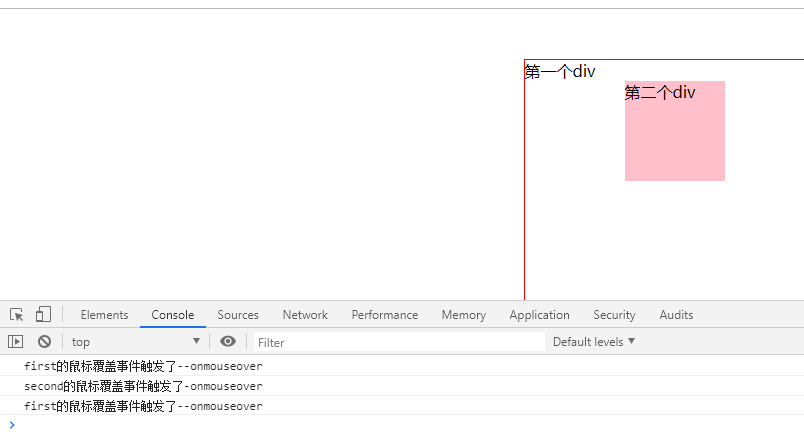 第一个div
第二个div
Elements Console Sources Network Performance Memory Application Security Audits
top Filter Default levels
first的鼠标覆盖事件触发了--onmouseover
second的鼠标覆盖事件触发了-onmouseover
first的鼠标覆盖事件触发了--onmouseover